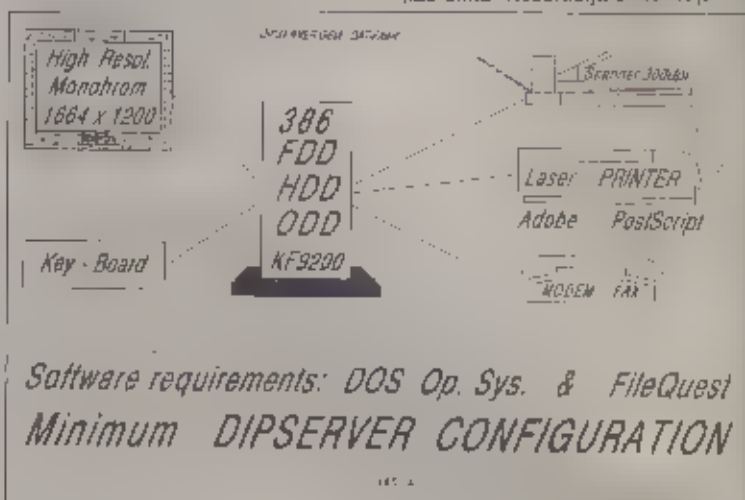 High Resol.
Monohrom
1664 x 1200
Scanner 300dpi
386
FDD
HDD
ODD
KF9200
Laser PRINTER
Adobe PostScript
Key - Board
MODEM FAX
Software requirements: DOS Op. Sys. & FileQuest
Minimum DIPSERVER CONFIGURATION